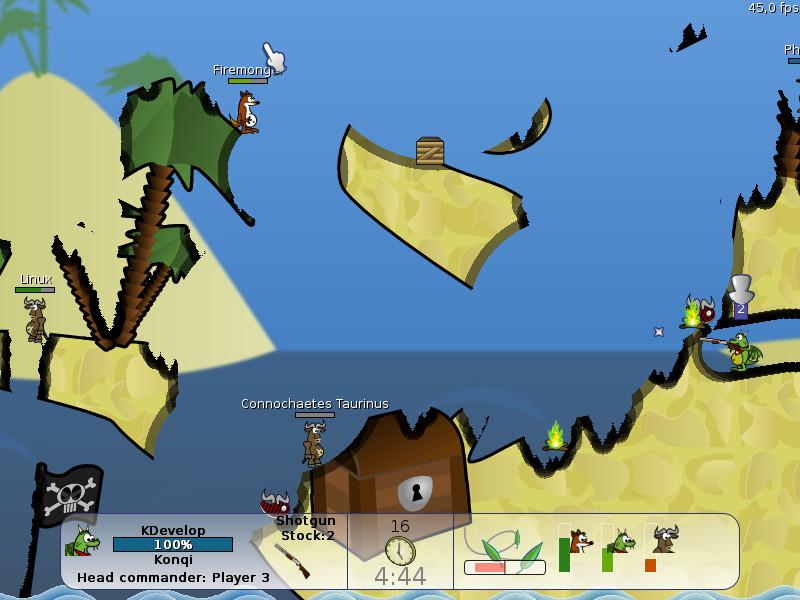 45,0 fps
Ph
Firemong
Linux
2
Connochaetes Taurinus
KDevelop
100%
Konqi
Head commander: Player 3
Shotgun
Stock:2
16
4:44